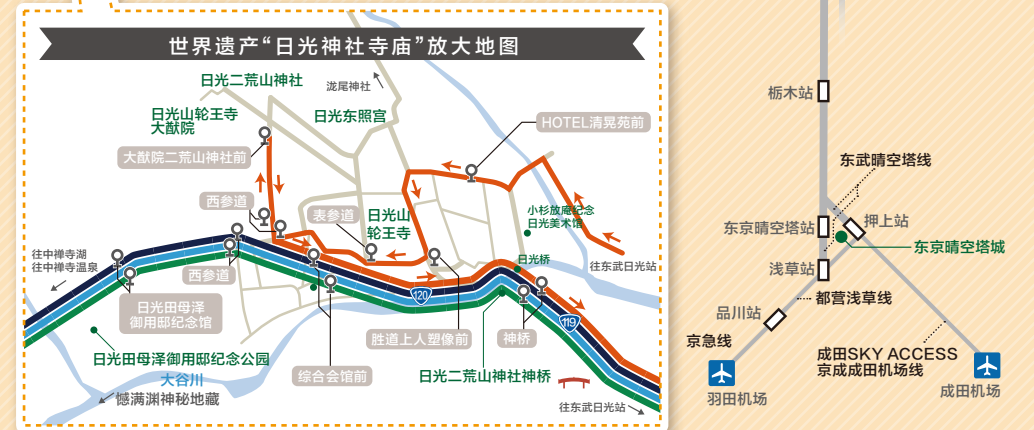 世界遗产“日光神社寺庙”放大地图
日光二荒山神社
泷尾神社
日光山轮王寺
大猷院
日光东照宫
大猷院二荒山神社前
HOTEL清晃苑前
西参道
表参道
日光山
轮王寺
小杉放庵纪念
日光美术馆
往中禅寺湖
往中禅寺温泉
西参道
日光桥
往东武日光站
日光田母泽
御用邸纪念馆
120
119
胜道上人塑像前
神桥
日光田母泽御用邸纪念公园
综合会馆前
日光二荒山神社神桥
大谷川
憾满渊神秘地藏
往东武日光站
枥木站
东武晴空塔线
东京晴空塔站
押上站
东京晴空塔城
浅草站
都营浅草线
品川站
京急线
成田SKY ACCESS
京成成田机场线
羽田机场
成田机场